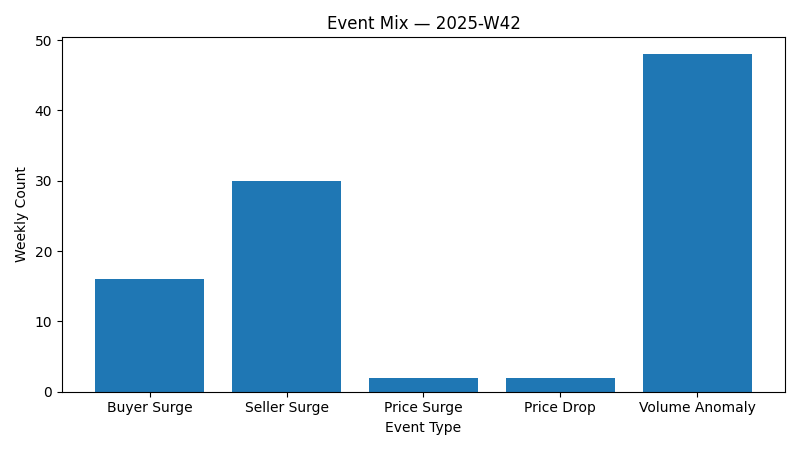 Event Mix — 2025-W42
Weekly Count
50
40
30
20
10
0
Buyer Surge
Seller Surge
Price Surge
Price Drop
Volume Anomaly
Event Type